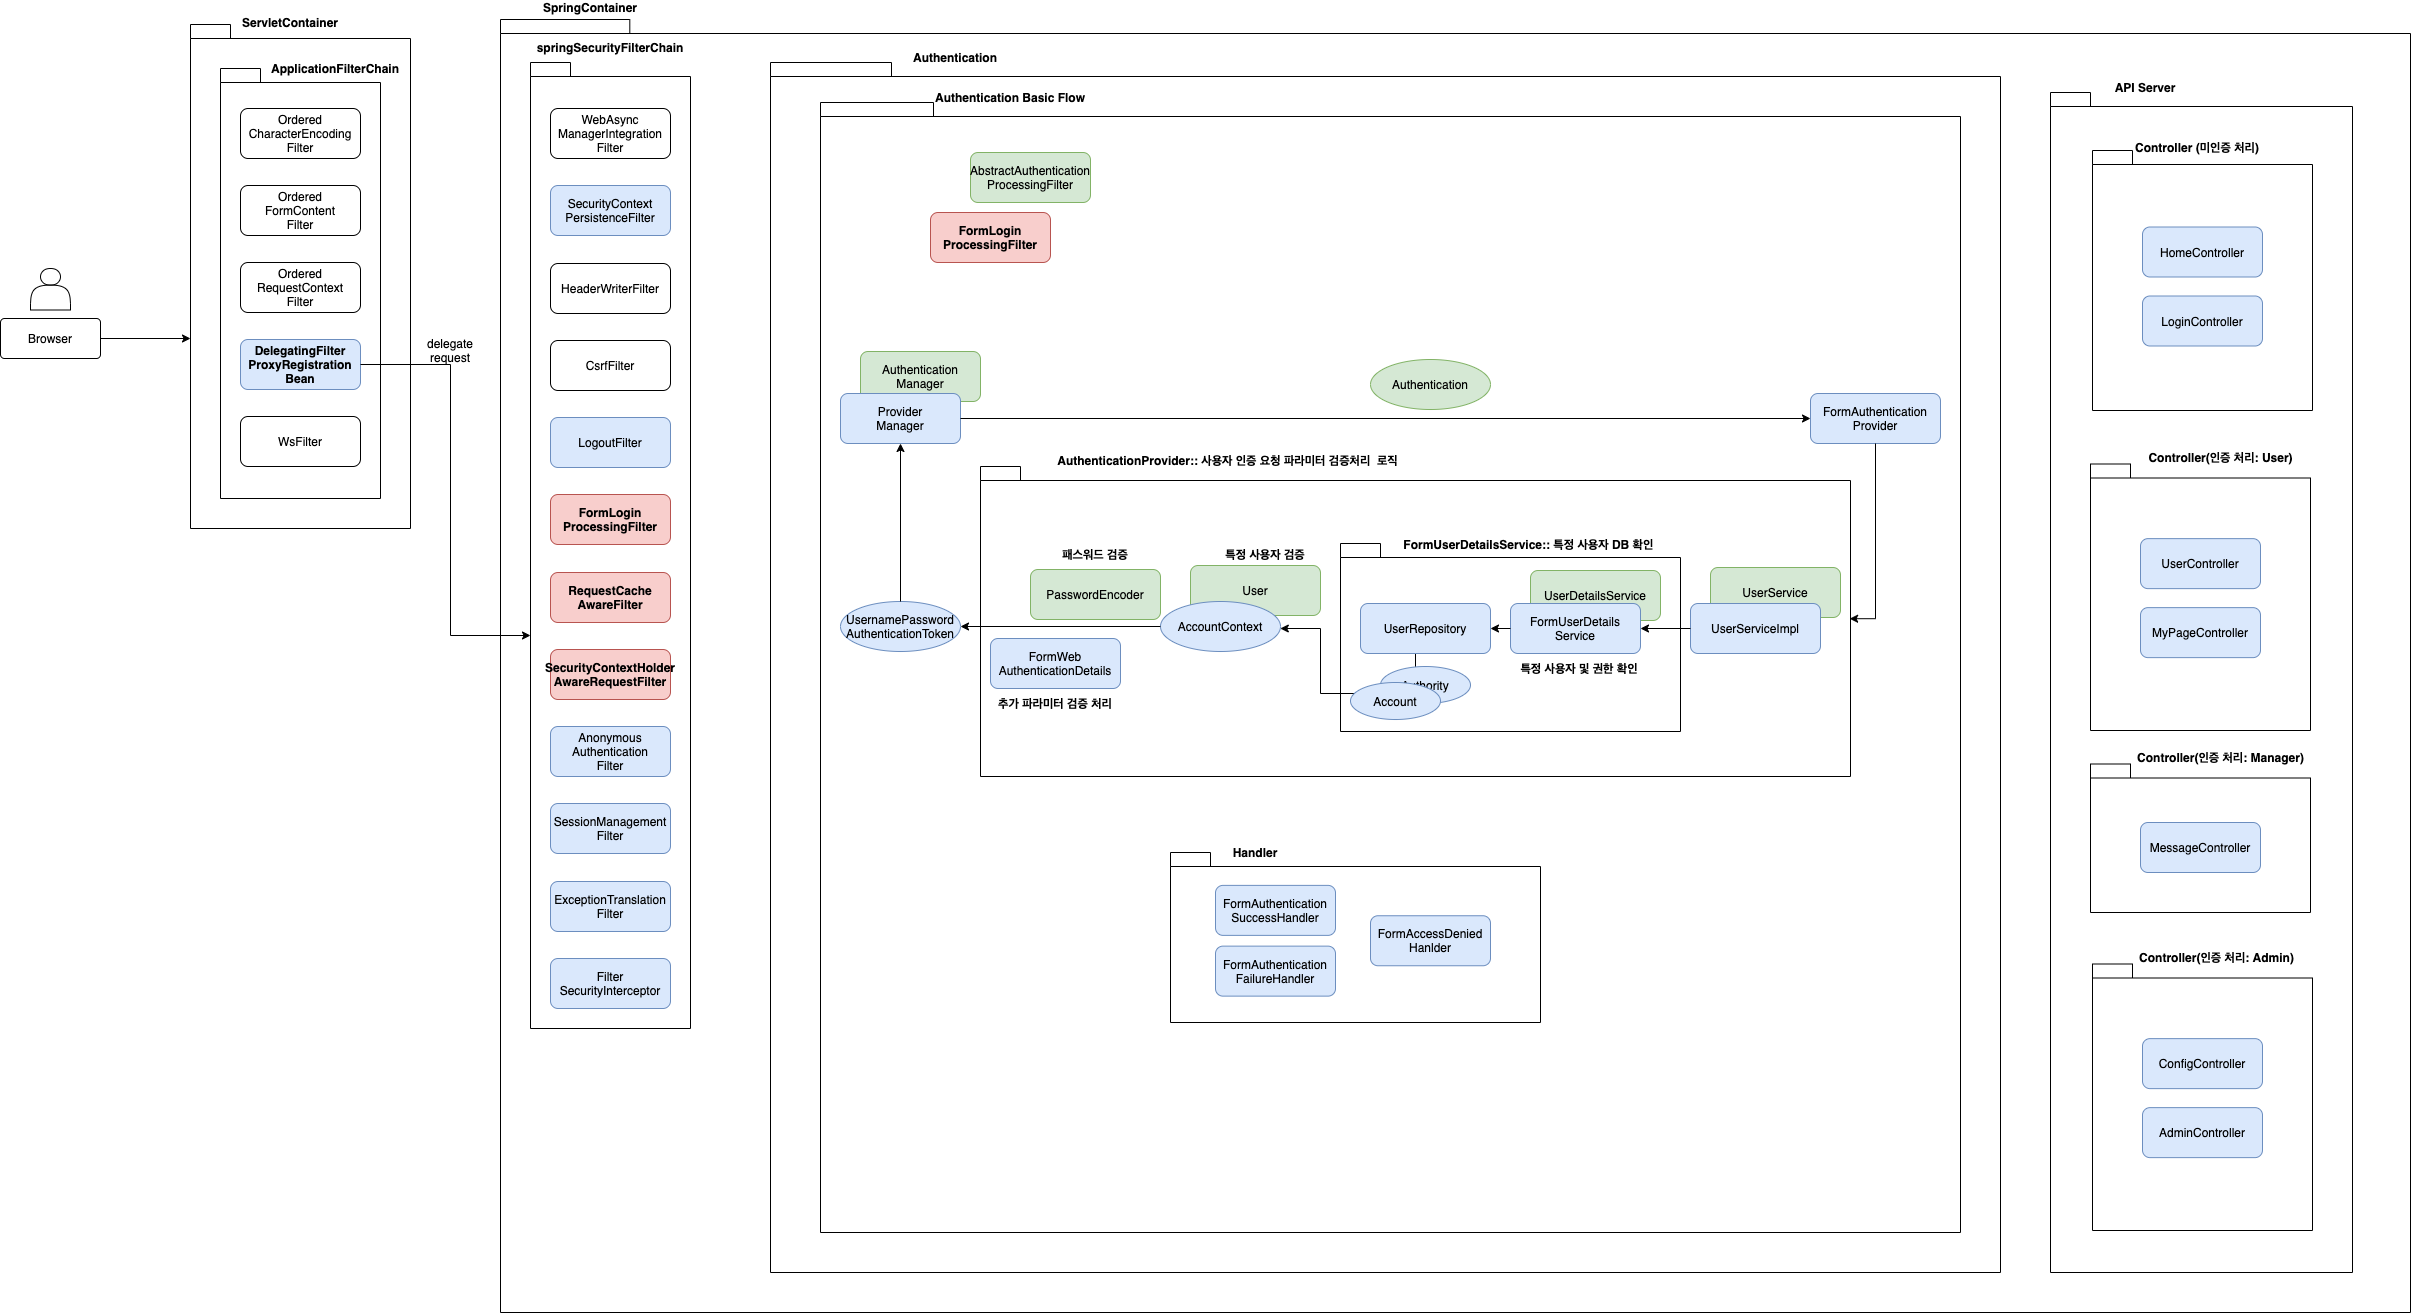 Browser
ServletContainer
ApplicationFilterChain
Ordered
CharacterEncoding
Filter
Ordered
FormContent
Filter
Ordered
RequestContext
Filter
DelegatingFilter
ProxyRegistration
Bean
WsFilter
delegate
request
SpringContainer
springSecurityFilterChain
WebAsync
ManagerIntegration
Filter
SecurityContext
PersistenceFilter
HeaderWriterFilter
CsrfFilter
LogoutFilter
FormLogin
ProcessingFilter
RequestCache
AwareFilter
SecurityContextHolder
AwareRequestFilter
Anonymous
Authentication
Filter
SessionManagement
Filter
ExceptionTranslation
Filter
Filter
SecurityInterceptor
Authentication
Authentication Basic Flow
AbstractAuthentication
ProcessingFilter
FormLogin
ProcessingFilter
Authentication
Manager
Provider
Manager
Authentication
FormAuthentication
Provider
AuthenticationProvider:: 사용자 인증 요청 파라미터 검증처리 로직
패스워드 검증
PasswordEncoder
특정 사용자 검증
User
AccountContext
UsernamePassword
AuthenticationToken
FormWeb
AuthenticationDetails
추가 파라미터 검증 처리
FormUserDetailsService:: 특정 사용자 DB 확인
UserDetailsService
FormUserDetails
Service
특정 사용자 및 권한 확인
UserRepository
Account
UserService
UserServiceImpl
Handler
FormAuthentication
SuccessHandler
FormAuthentication
FailureHandler
FormAccessDenied
Hanlder
API Server
Controller (미인증 처리)
HomeController
LoginController
Controller(인증 처리: User)
UserController
MyPageController
Controller(인증 처리: Manager)
MessageController
Controller(인증 처리: Admin)
ConfigController
AdminController